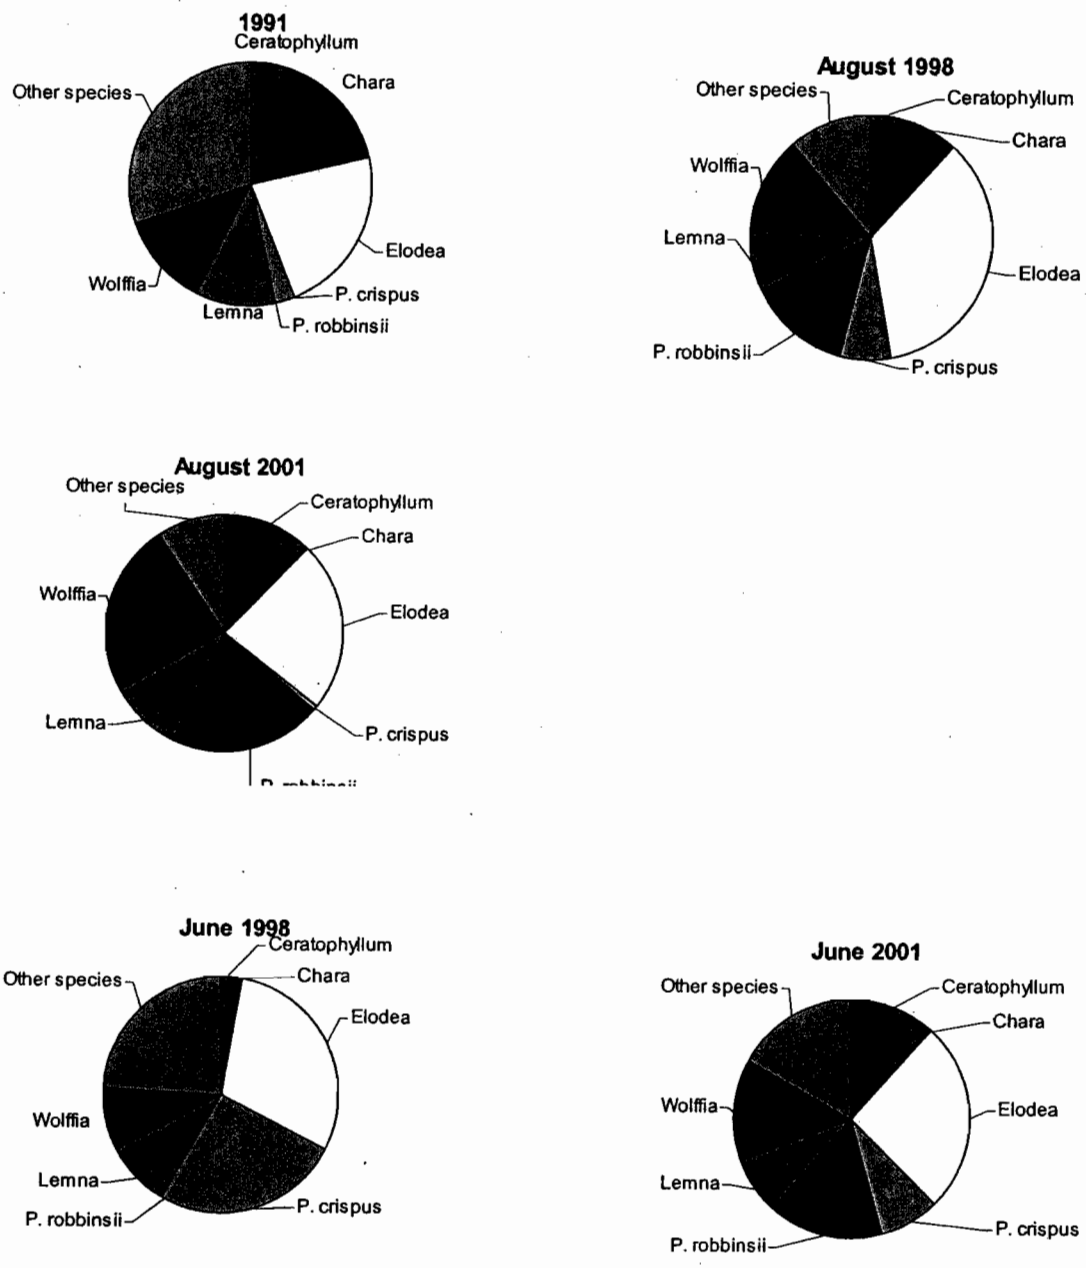 1991
Ceratophyllum
Chara
Other species
Elodea
Wolffia
P. crispus
Lemna
P. robbinsii
August 1998
Other species
Ceratophyllum
Chara
Wolffia
Lemna
Elodea
P. robbinsii
P. crispus
August 2001
Other species
Ceratophyllum
Chara
Wolffia
Elodea
Lemna
P. crispus
P. robbinsii
June 1998
Ceratophyllum
Other species
Chara
Elodea
Wolffia
Lemna
P. crispus
P. robbinsii
June 2001
Other species
Ceratophyllum
Chara
Wolffia
Elodea
Lemna
P. crispus
P. robbinsii